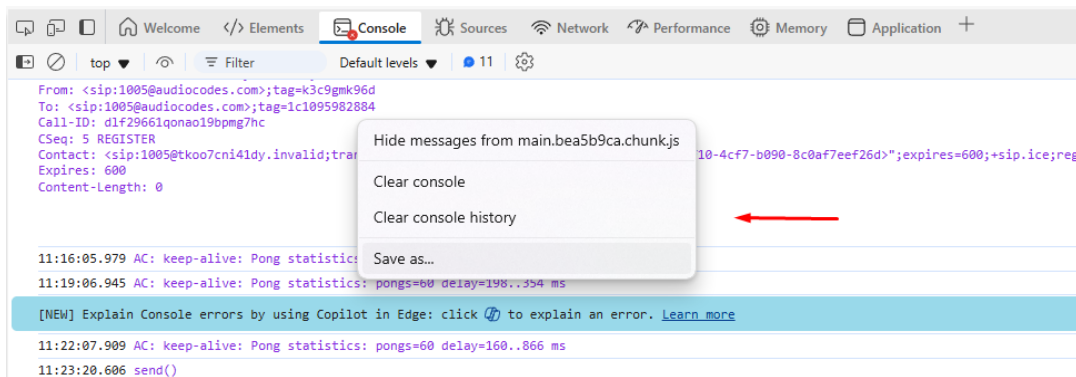 Welcome </> Elements Console Sources Network Performance Memory Application +
top Filter Default levels 11
From: <sip:1005@audiocodes.com>;tag=k3c9gmk96d
To: <sip:1005@audiocodes.com>;tag=1c1095982884
Call-ID: dlf29661qonao19bpmg7hc
CSeq: 5 REGISTER
Contact: <sip:1005@tkoo7cni41dy.invalid;tran
10-4cf7-b090-8c0af7eef26d>";expires=600;+sip.ice;reg
Expires: 600
Content-Length: 0
Hide messages from main.bea5b9ca.chunk.js
Clear console
Clear console history
Save as...
11:16:05.979 AC: keep-alive: Pong statistic
11:19:06.945 AC: keep-alive: Pong statistics: pongs=60 delay=198..354 ms
[NEW] Explain Console errors by using Copilot in Edge: click to explain an error. Learn more
11:22:07.909 AC: keep-alive: Pong statistics: pongs=60 delay=160..866 ms
11:23:20.606 send()